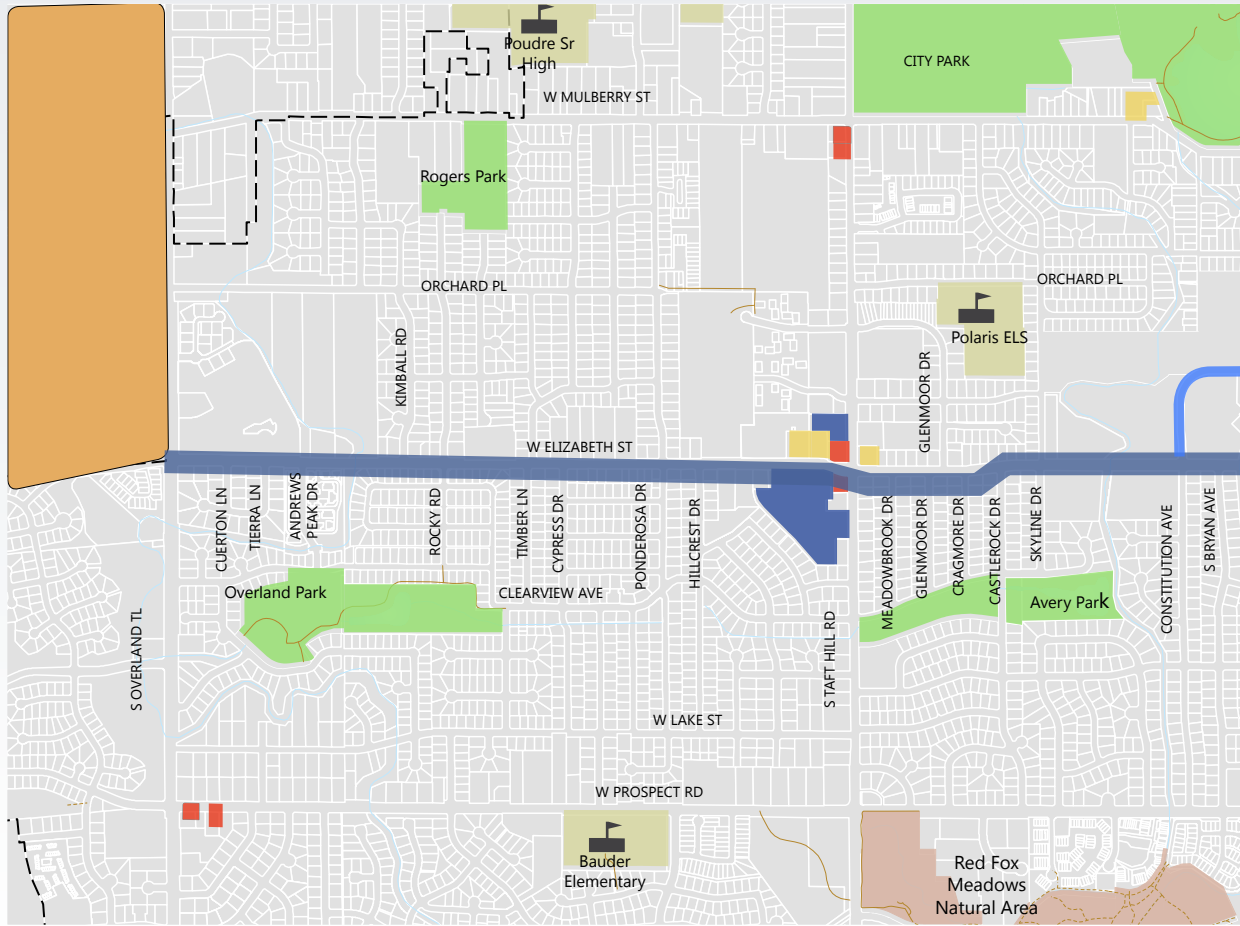 Poudre Sr
High
CITY PARK
W MULBERRY ST
Rogers Park
ORCHARD PL
ORCHARD PL
Polaris ELS
KIMBALL RD
GLENMOOR DR
W ELIZABETH ST
CUERTON LN
TIERRA LN
ANDREWS
PEAK DR
ROCKY RD
TIMBER LN
CYPRESS DR
PONDEROSA DR
HILLCREST DR
MEADOWBROOK DR
GLENMOOR DR
CRAGMORE DR
CASTLEROCK DR
SKYLINE DR
CONSTITUTION AVE
S BRYAN AVE
Overland Park
CLEARVIEW AVE
Avery Park
S OVERLAND TL
S TAFT HILL RD
W LAKE ST
W PROSPECT RD
Bauder
Elementary
Red Fox
Meadows
Natural Area